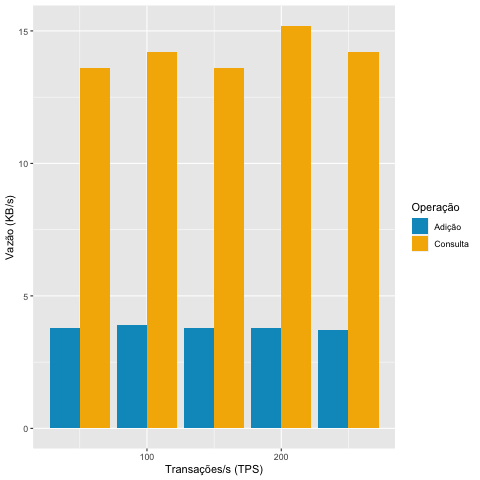 15
10
5
0
Vazão (KB/s)
100
200
Transações/s (TPS)
Operação
Adição
Consulta